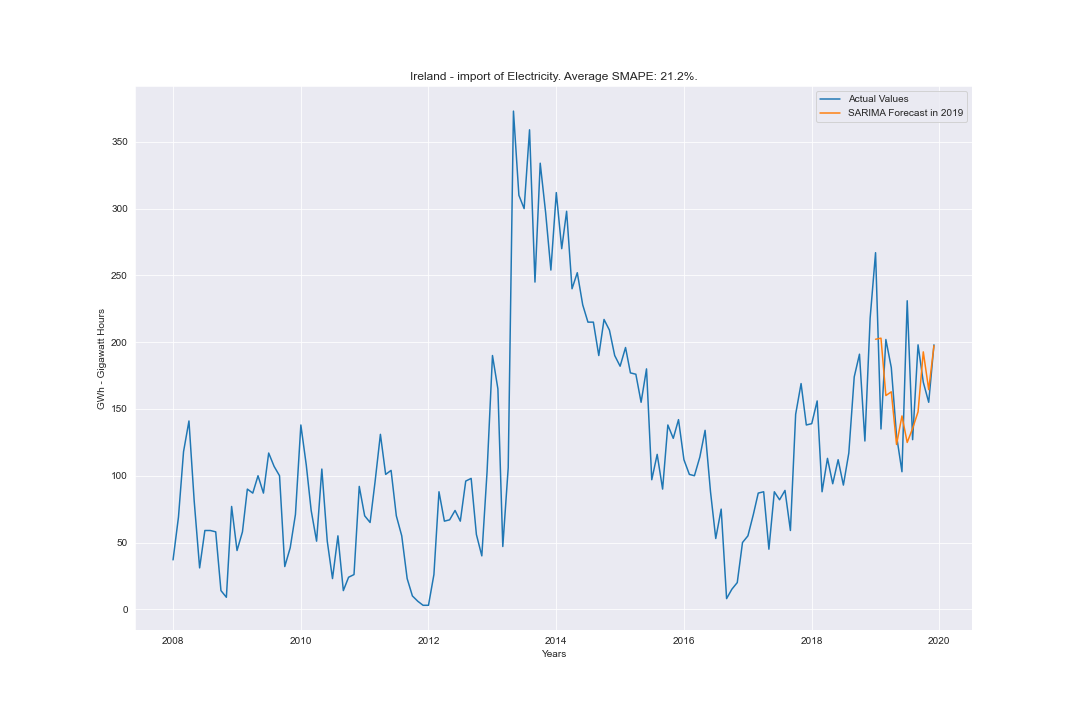 Ireland - import of Electricity. Average SMAPE: 21.2%.
Actual Values
SARIMA Forecast in 2019
350
300
250
200
150
100
50
0
GWh - Gigawatt Hours
2008 2010 2012 2014 2016 2018 2020
Years